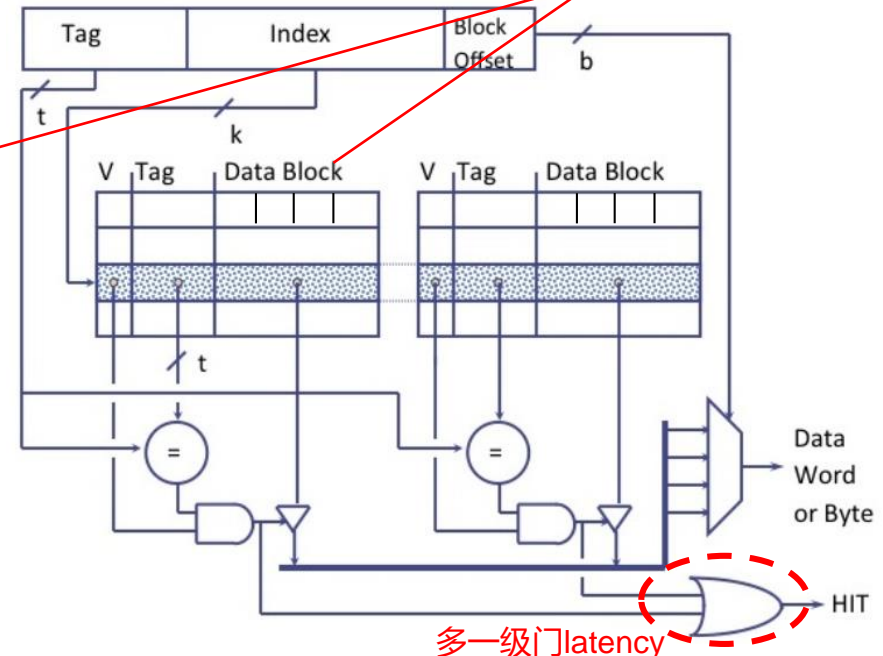 Tag Index Block
Offset
b
t
k
V Tag Data Block V Tag Data Block
t
= =
Data
Word
or Byte
HIT
多一级门latency